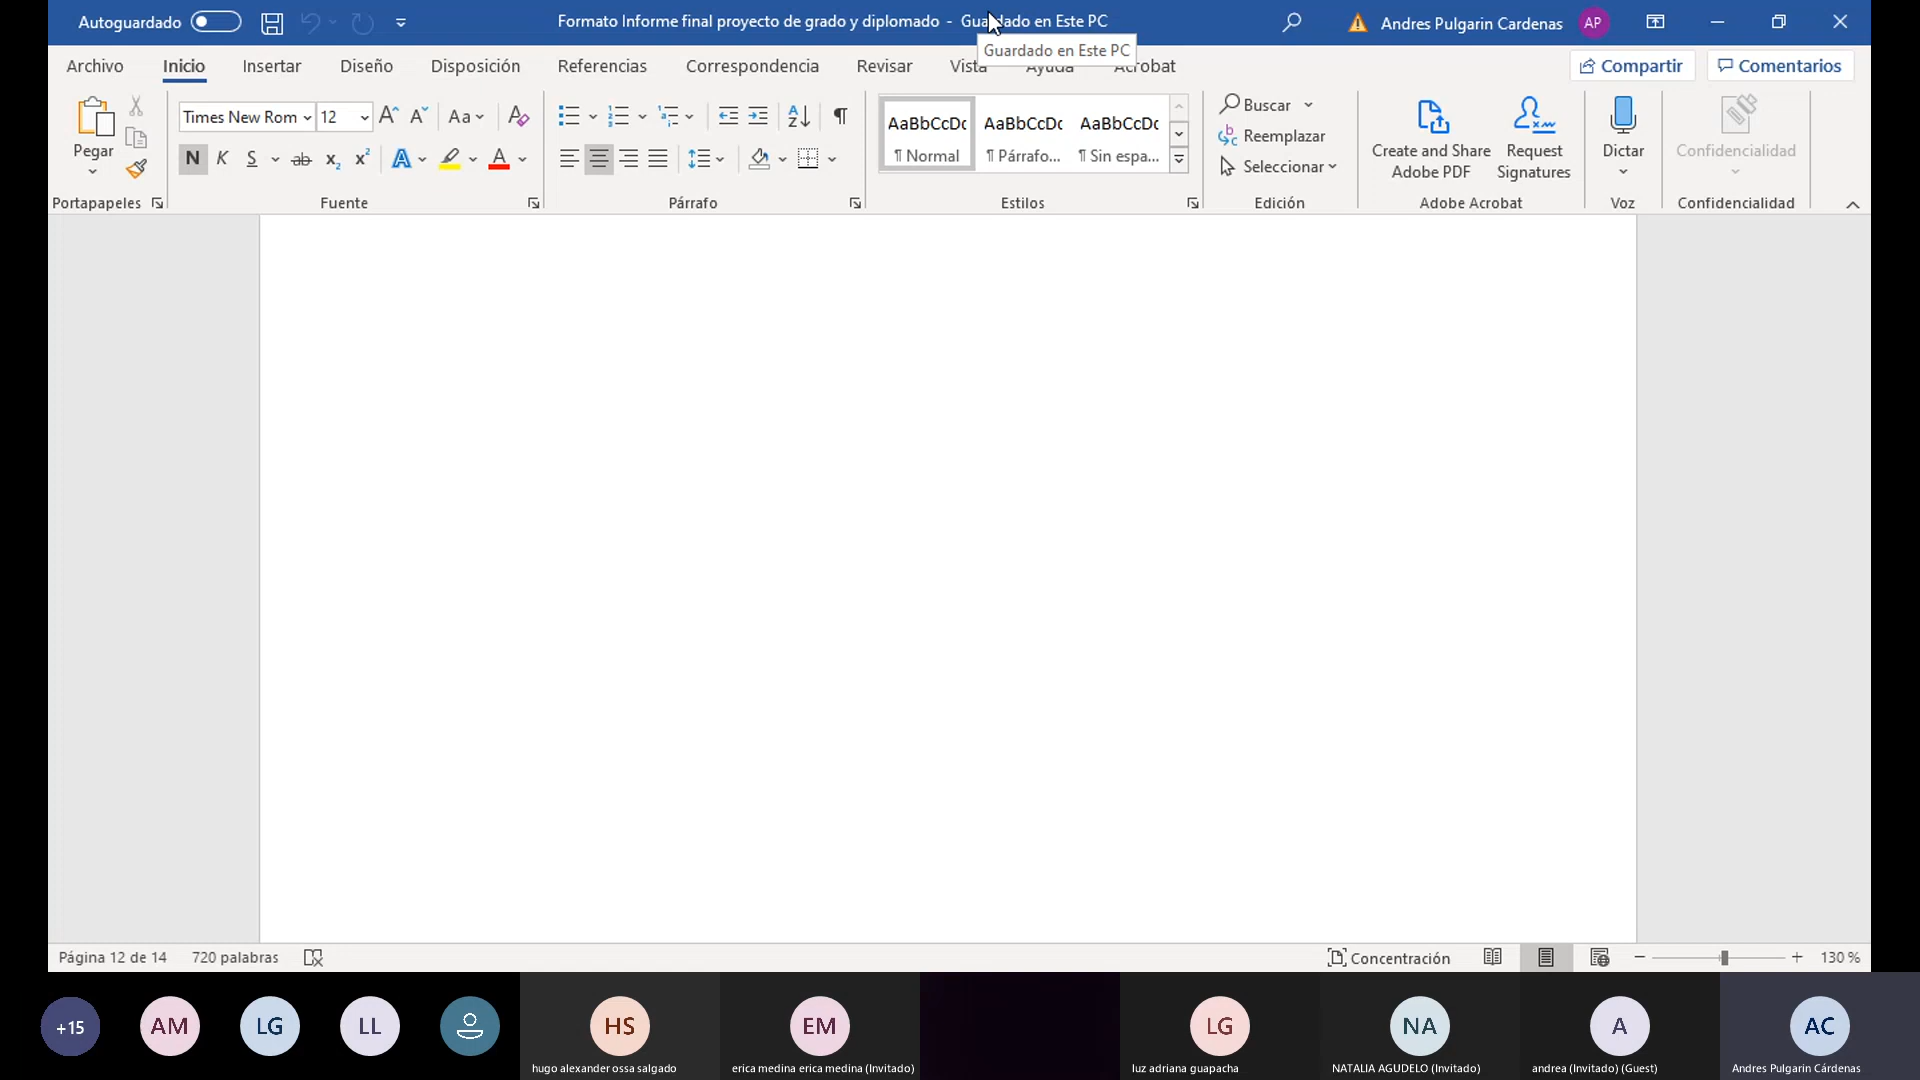 Autoguardado
Formato Informe final proyecto de grado y diplomado - Guardado en Este PC
Andres Pulgarin Cardenas
AP
Guardado en Este PC
Archivo Inicio Insertar Diseño Disposición Referencias Correspondencia Revisar Vista Ayuda Acrobat
Compartir
Comentarios
Times New Rom 12
Aa
Pegar
N K S ab x2 x2 A A
AaBbCcDc AaBbCcDc AaBbCcDc
¶ Normal ¶ Párrafo... ¶ Sin espa...
Buscar
Reemplazar
Seleccionar
Create and Share
Adobe PDF
Request
Signatures
Dictar
Confidencialidad
Portapapeles Fuente Párrafo Estilos Edición Adobe Acrobat Voz Confidencialidad
Página 12 de 14 720 palabras
Concentración
130 %
+15 AM LG LL HS EM LG NA A AC
hugo alexander ossa salgado
erica medina erica medina (Invitado)
luz adriana guapacha
NATALIA AGUDELO (Invitado)
andrea (Invitado) (Guest)
Andres Pulgarin Cárdenas